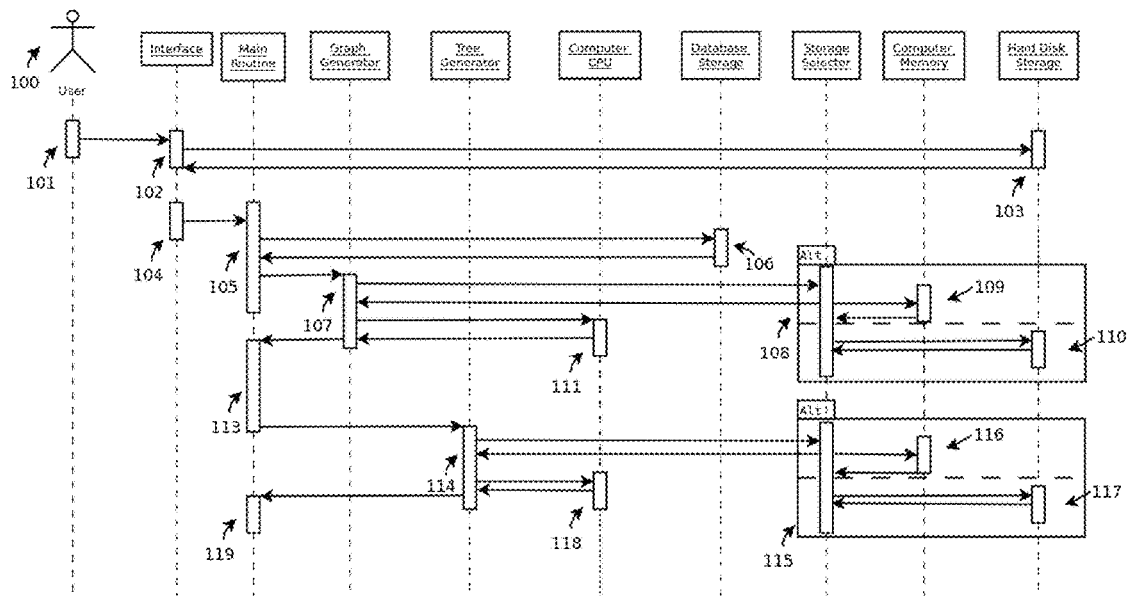 Interface
Main
Routine
Graph
Generator
Tree
Generator
Computer
CPU
Database
Storage
Storage
Selector
Computer
Memory
Hard Disk
Storage
100
User
101
102
103
104
105
106
Alt.
107
108
109
110
111
113
Alt.
114
115
116
117
118
119